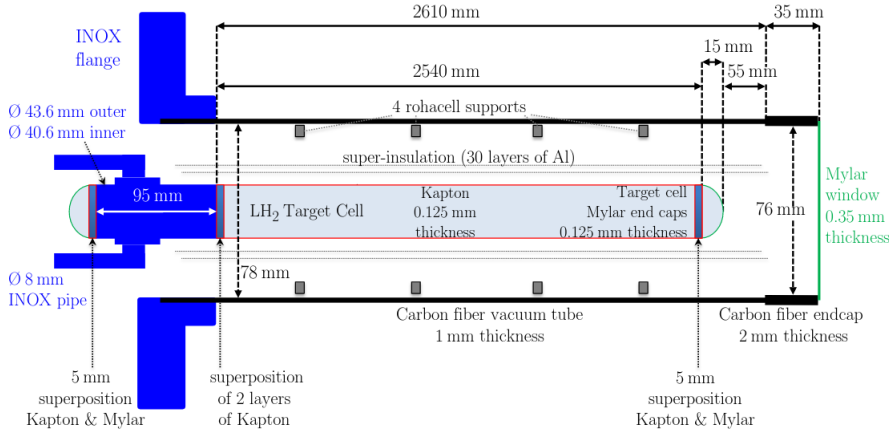 2610 mm
35 mm
INOX
flange
15 mm
2540 mm
55 mm
Ø 43.6 mm outer
Ø 40.6 mm inner
4 rohacell supports
super-insulation (30 layers of Al)
95 mm
LH₂ Target Cell
Kapton
0.125 mm
thickness
Target cell
Mylar end caps
0.125 mm thickness
76 mm
Mylar
window
0.35 mm
thickness
78 mm
Ø 8 mm
INOX pipe
Carbon fiber vacuum tube
1 mm thickness
Carbon fiber endcap
2 mm thickness
5 mm
superposition
Kapton & Mylar
superposition
of 2 layers
of Kapton
5 mm
superposition
Kapton & Mylar